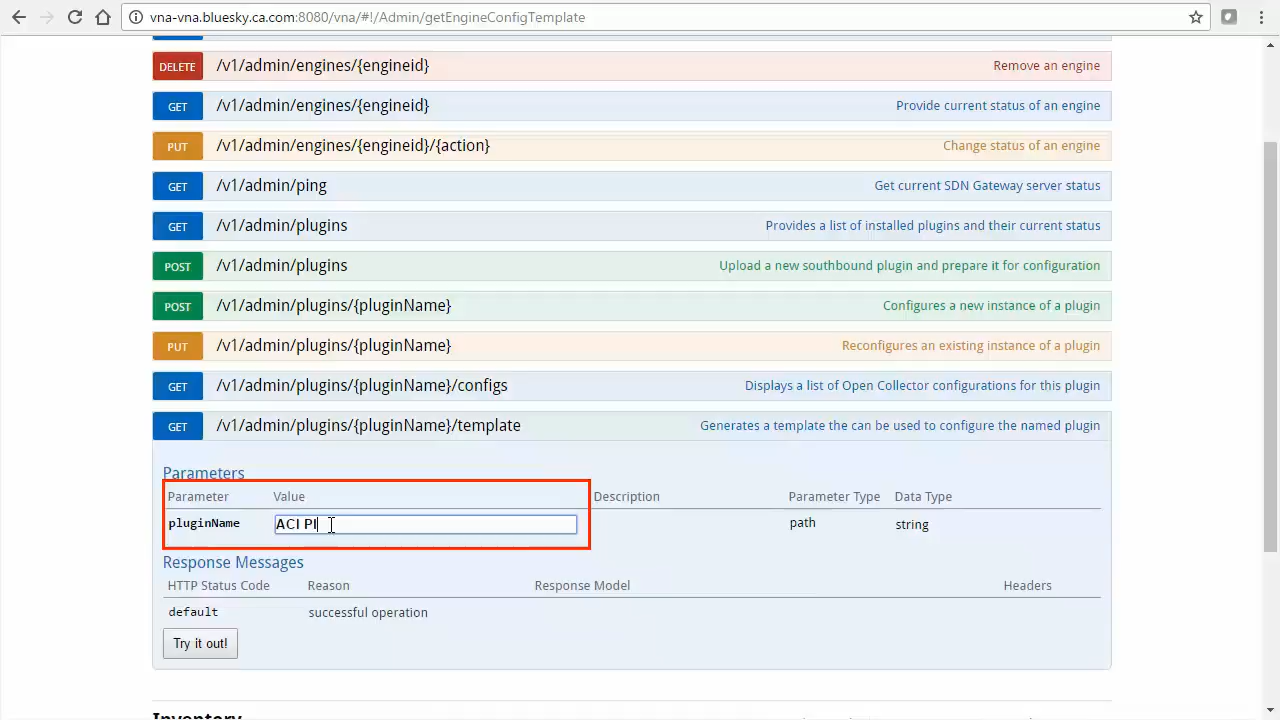 vna-vna.bluesky.ca.com:8080/vna/#!/Admin/getEngineConfigTemplate
DELETE /v1/admin/engines/{engineid} Remove an engine
GET /v1/admin/engines/{engineid} Provide current status of an engine
PUT /v1/admin/engines/{engineid}/{action} Change status of an engine
GET /v1/admin/ping Get current SDN Gateway server status
GET /v1/admin/plugins Provides a list of installed plugins and their current status
POST /v1/admin/plugins Upload a new southbound plugin and prepare it for configuration
POST /v1/admin/plugins/{pluginName} Configures a new instance of a plugin
PUT /v1/admin/plugins/{pluginName} Reconfigures an existing instance of a plugin
GET /v1/admin/plugins/{pluginName}/configs Displays a list of Open Collector configurations for this plugin
GET /v1/admin/plugins/{pluginName}/template Generates a template the can be used to configure the named plugin
Parameters
Parameter Value Description Parameter Type Data Type
pluginName ACI Pl path string
Response Messages
HTTP Status Code Reason Response Model Headers
default successful operation
Try it out!
Inventory